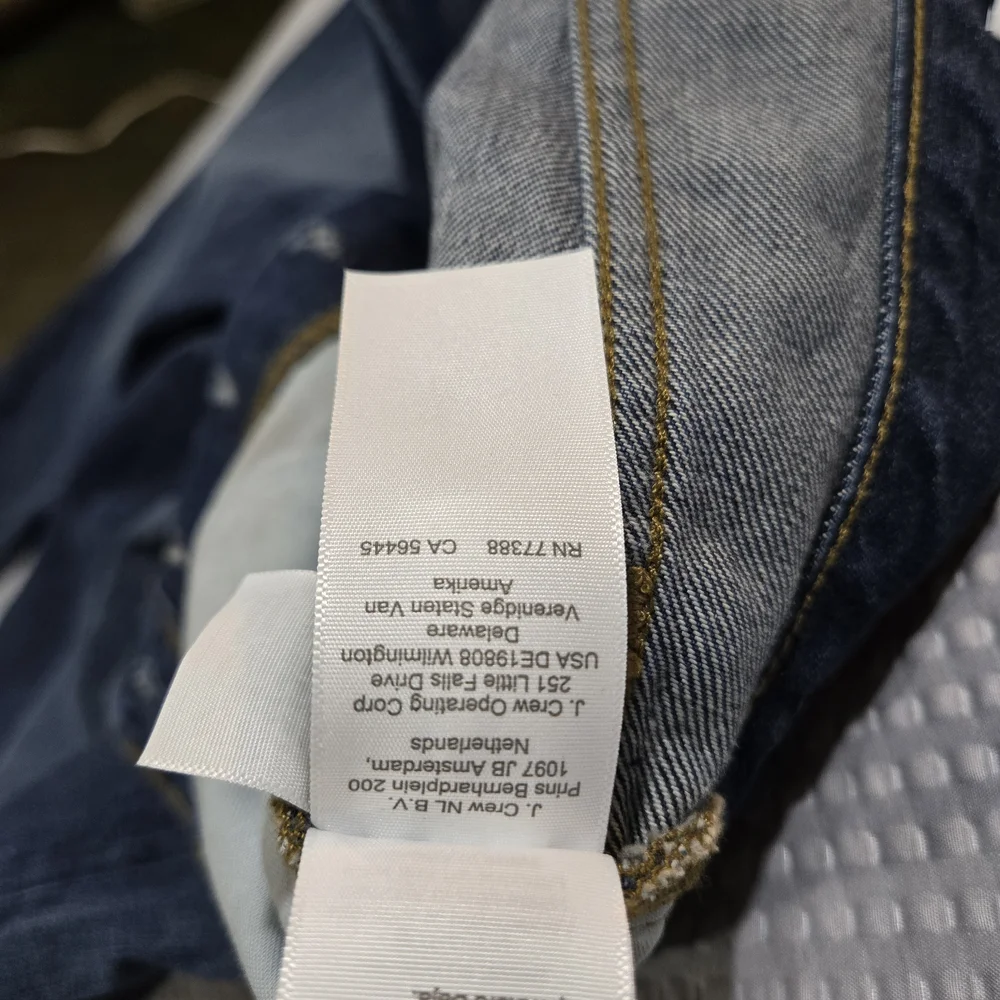 J. Crew NL B.V.
Prins Bernhardplein 200
1097 JB Amsterdam,
Netherlands
J. Crew Operating Corp
251 Little Falls Drive
USA DE19808 Wilmington
Delaware
Verenidge Staten Van
Amerika
RN 77388 CA 56445